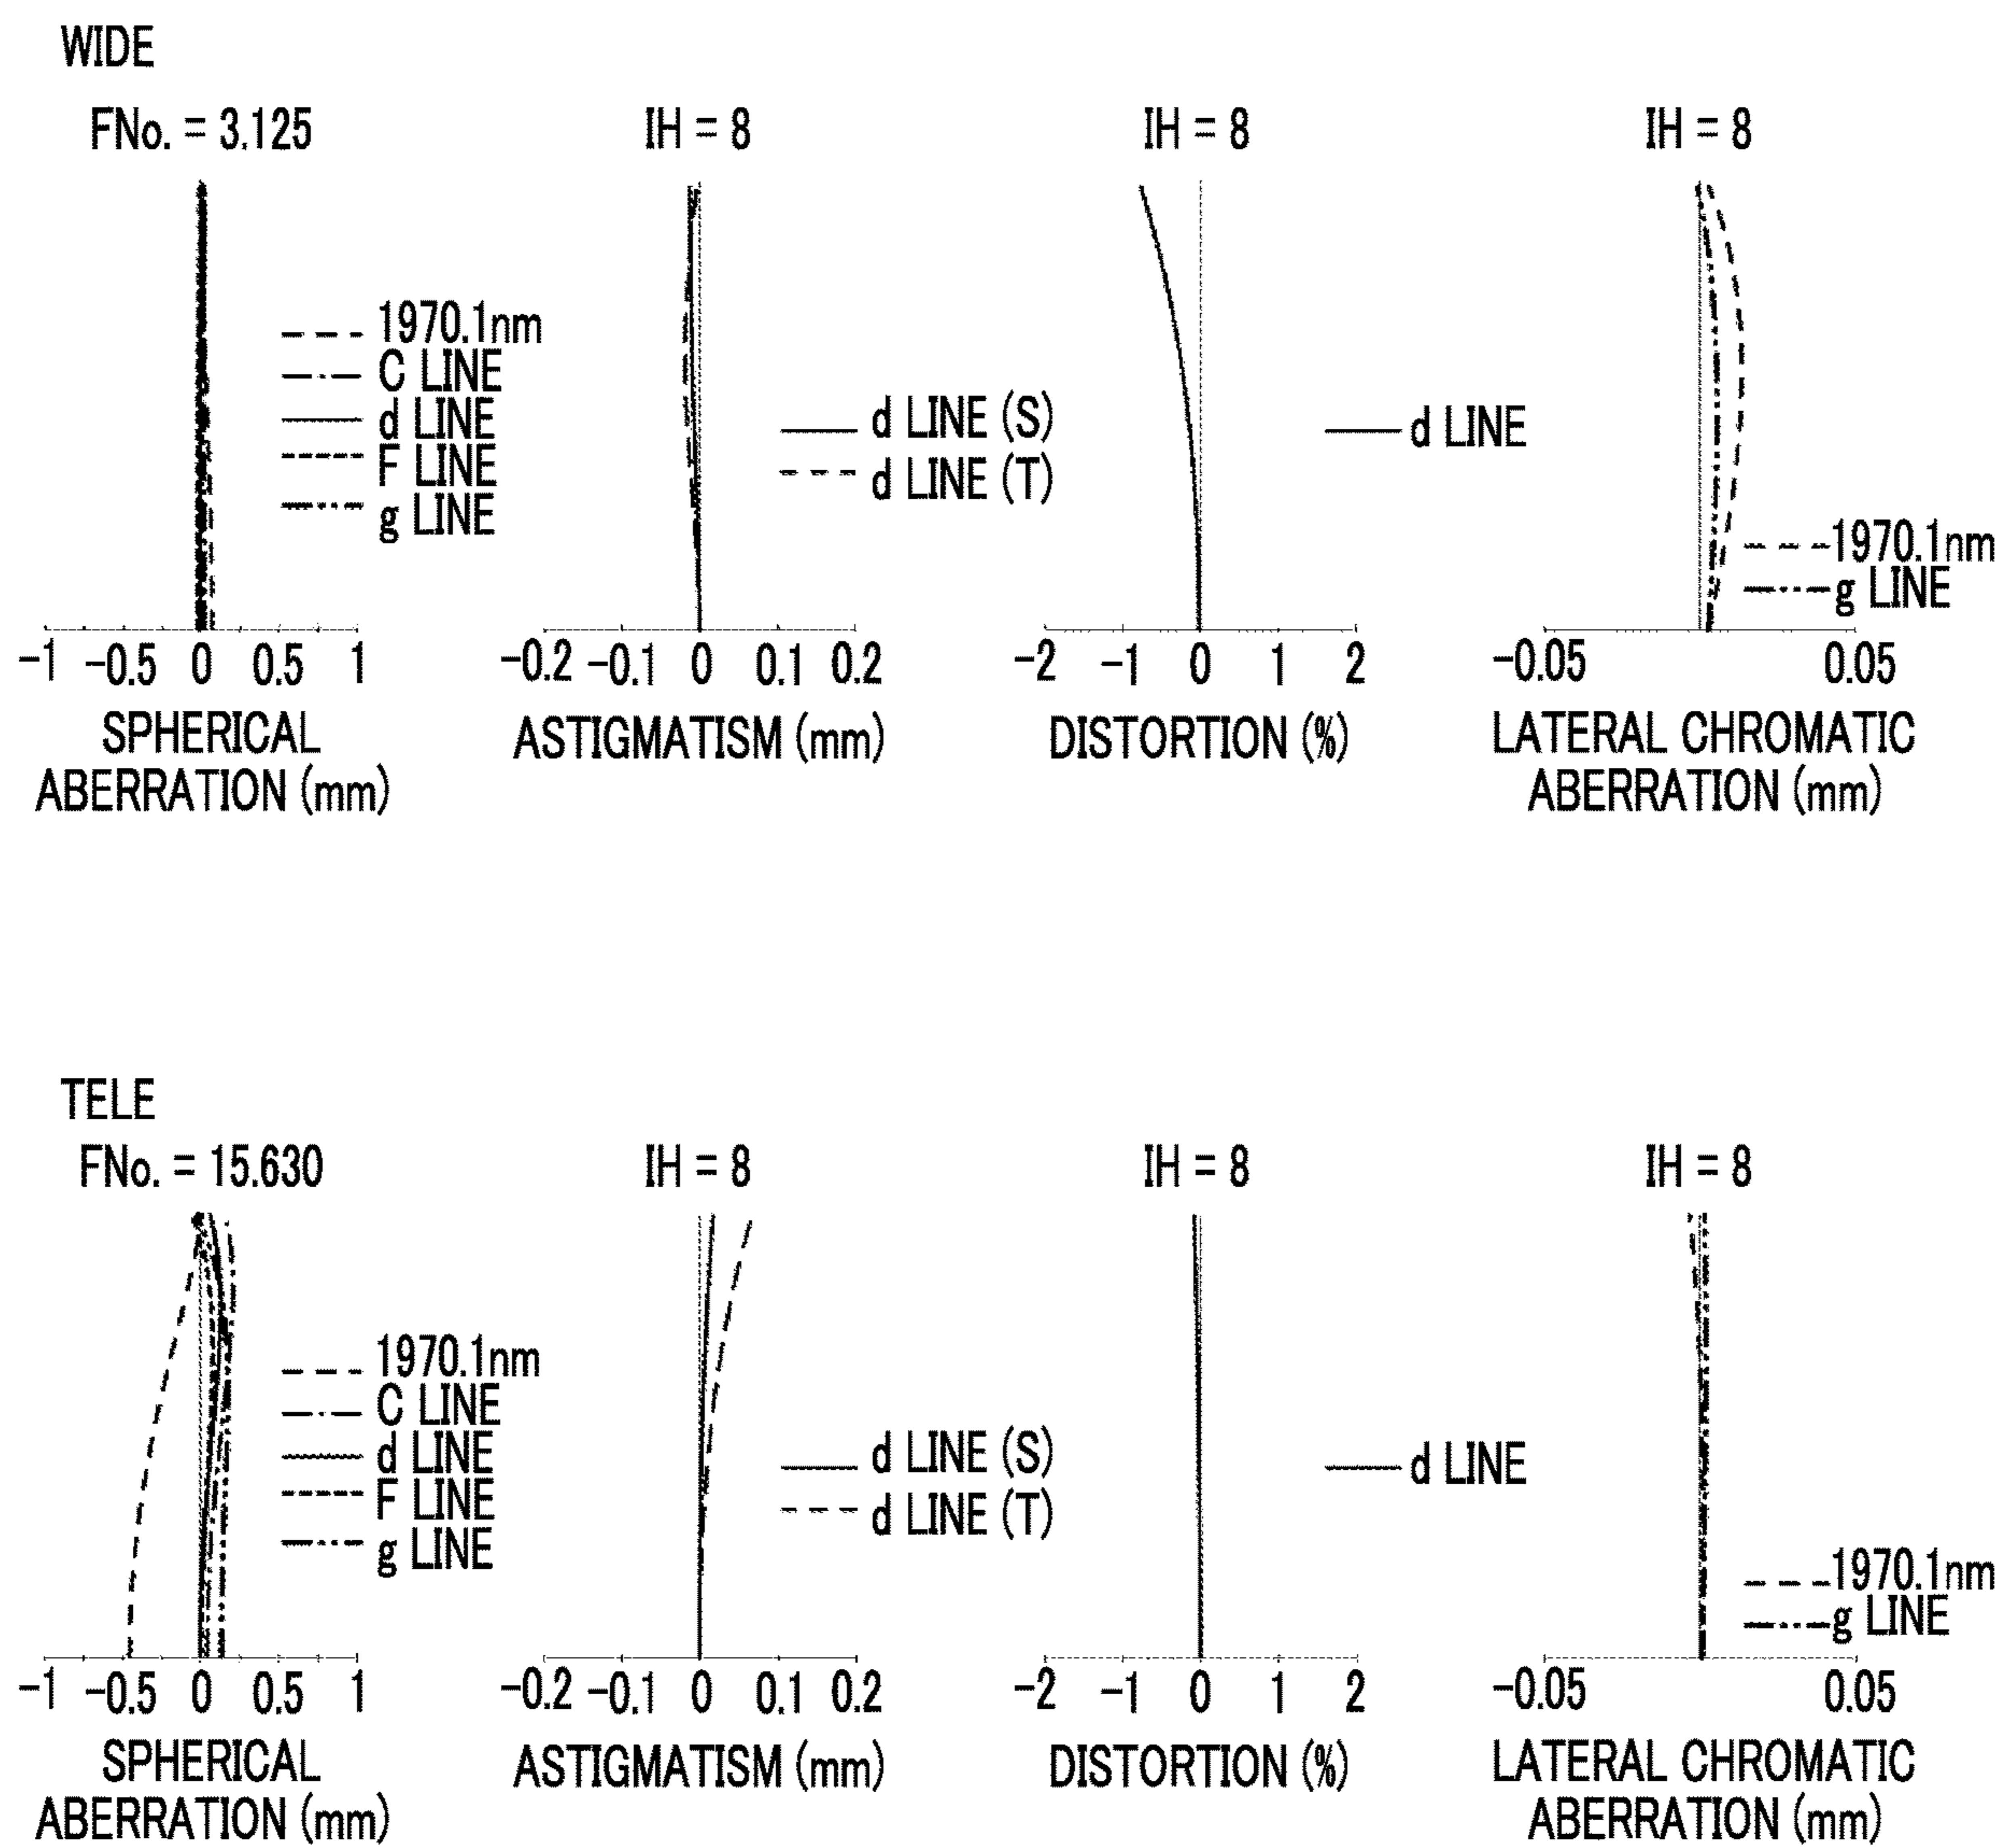 WIDE
FNo. = 3.125
IH = 8
IH = 8
IH = 8
1970.1nm
C LINE
d LINE
F LINE
g LINE
d LINE (S)
d LINE (T)
d LINE
1970.1nm
g LINE
-1 -0.5 0 0.5 1
-0.2 -0.1 0 0.1 0.2
-2 -1 0 1 2
-0.05 0.05
SPHERICAL
ABERRATION (mm)
ASTIGMATISM (mm)
DISTORTION (%)
LATERAL CHROMATIC
ABERRATION (mm)
TELE
FNo. = 15.630
IH = 8
IH = 8
IH = 8
1970.1nm
C LINE
d LINE
F LINE
g LINE
d LINE (S)
d LINE (T)
d LINE
1970.1nm
g LINE
-1 -0.5 0 0.5 1
-0.2 -0.1 0 0.1 0.2
-2 -1 0 1 2
-0.05 0.05
SPHERICAL
ABERRATION (mm)
ASTIGMATISM (mm)
DISTORTION (%)
LATERAL CHROMATIC
ABERRATION (mm)